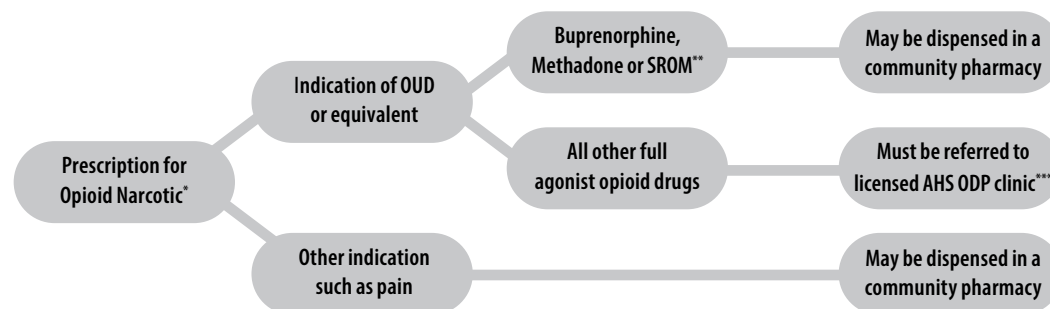 Prescription for
Opioid Narcotic*
Indication of OUD
or equivalent
Buprenorphine,
Methadone or SROM**
May be dispensed in a
community pharmacy
All other full
agonist opioid drugs
Must be referred to
licensed AHS ODP clinic***
Other indication
such as pain
May be dispensed in a
community pharmacy